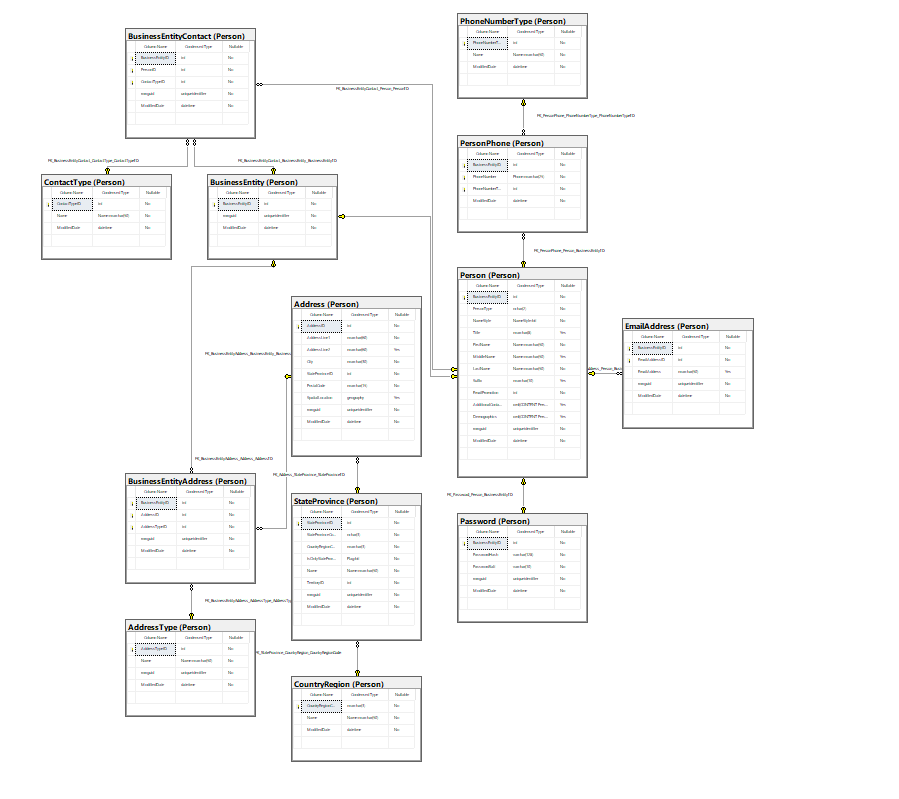 BusinessEntityContact (Person)
Column Name Condensed Type Nullable
BusinessEntityID int No
PersonID int No
ContactTypeID int No
rowguid uniqueidentifier No
ModifiedDate datetime No
PhoneNumberType (Person)
Column Name Condensed Type Nullable
PhoneNumberT... int No
Name Name:nvarchar(50) No
ModifiedDate datetime No
FK_BusinessEntityContact_Person_PersonID
FK_PersonPhone_PhoneNumberType_PhoneNumberTypeID
PersonPhone (Person)
Column Name Condensed Type Nullable
BusinessEntityID int No
PhoneNumber Phone:nvarchar(25) No
PhoneNumberT... int No
ModifiedDate datetime No
FK_BusinessEntityContact_ContactType_ContactTypeID
FK_BusinessEntityContact_BusinessEntity_BusinessEntityID
ContactType (Person)
Column Name Condensed Type Nullable
ContactTypeID int No
Name Name:nvarchar(50) No
ModifiedDate datetime No
BusinessEntity (Person)
Column Name Condensed Type Nullable
BusinessEntityID int No
rowguid uniqueidentifier No
ModifiedDate datetime No
FK_PersonPhone_Person_BusinessEntityID
Person (Person)
Column Name Condensed Type Nullable
BusinessEntityID int No
PersonType nchar(2) No
NameStyle NameStyle:bit No
Title nvarchar(8) Yes
FirstName Name:nvarchar(50) No
MiddleName Name:nvarchar(50) Yes
LastName Name:nvarchar(50) No
Suffix nvarchar(10) Yes
EmailPromotion int No
AdditionalConta... xml(CONTENT Pers... Yes
Demographics xml(CONTENT Pers... Yes
rowguid uniqueidentifier No
ModifiedDate datetime No
Address (Person)
Column Name Condensed Type Nullable
AddressID int No
AddressLine1 nvarchar(60) No
AddressLine2 nvarchar(60) Yes
City nvarchar(30) No
StateProvinceID int No
PostalCode nvarchar(15) No
SpatialLocation geography Yes
rowguid uniqueidentifier No
ModifiedDate datetime No
FK_BusinessEntityAddress_BusinessEntity_Business
EmailAddress (Person)
Column Name Condensed Type Nullable
BusinessEntityID int No
EmailAddressID int No
EmailAddress nvarchar(50) Yes
rowguid uniqueidentifier No
ModifiedDate datetime No
FK_BusinessEntityAddress_Address_AddressID
FK_Address_StateProvince_StateProvinceID
BusinessEntityAddress (Person)
Column Name Condensed Type Nullable
BusinessEntityID int No
AddressID int No
AddressTypeID int No
rowguid uniqueidentifier No
ModifiedDate datetime No
StateProvince (Person)
Column Name Condensed Type Nullable
StateProvinceID int No
StateProvinceCo... nchar(3) No
CountryRegionC... nvarchar(3) No
IsOnlyStateProv... Flag:bit No
Name Name:nvarchar(50) No
TerritoryID int No
rowguid uniqueidentifier No
ModifiedDate datetime No
FK_Password_Person_BusinessEntityID
Password (Person)
Column Name Condensed Type Nullable
BusinessEntityID int No
PasswordHash varchar(128) No
PasswordSalt varchar(10) No
rowguid uniqueidentifier No
ModifiedDate datetime No
FK_BusinessEntityAddress_AddressType_AddressTyp
AddressType (Person)
Column Name Condensed Type Nullable
AddressTypeID int No
Name Name:nvarchar(50) No
rowguid uniqueidentifier No
ModifiedDate datetime No
FK_StateProvince_CountryRegion_CountryRegionCode
CountryRegion (Person)
Column Name Condensed Type Nullable
CountryRegionC... nvarchar(3) No
Name Name:nvarchar(50) No
ModifiedDate datetime No